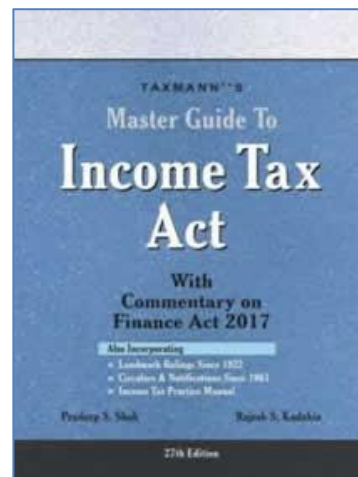 TAXMANN''S
Master Guide To
Income Tax
Act
With
Commentary on
Finance Act 2017
Also Incorporating
Landmark Rulings Since 1922
Circulars & Notifications Since 1961
Income Tax Practice Manual
Pradeep S. Shah Rajesh S. Kadakia
27th Edition